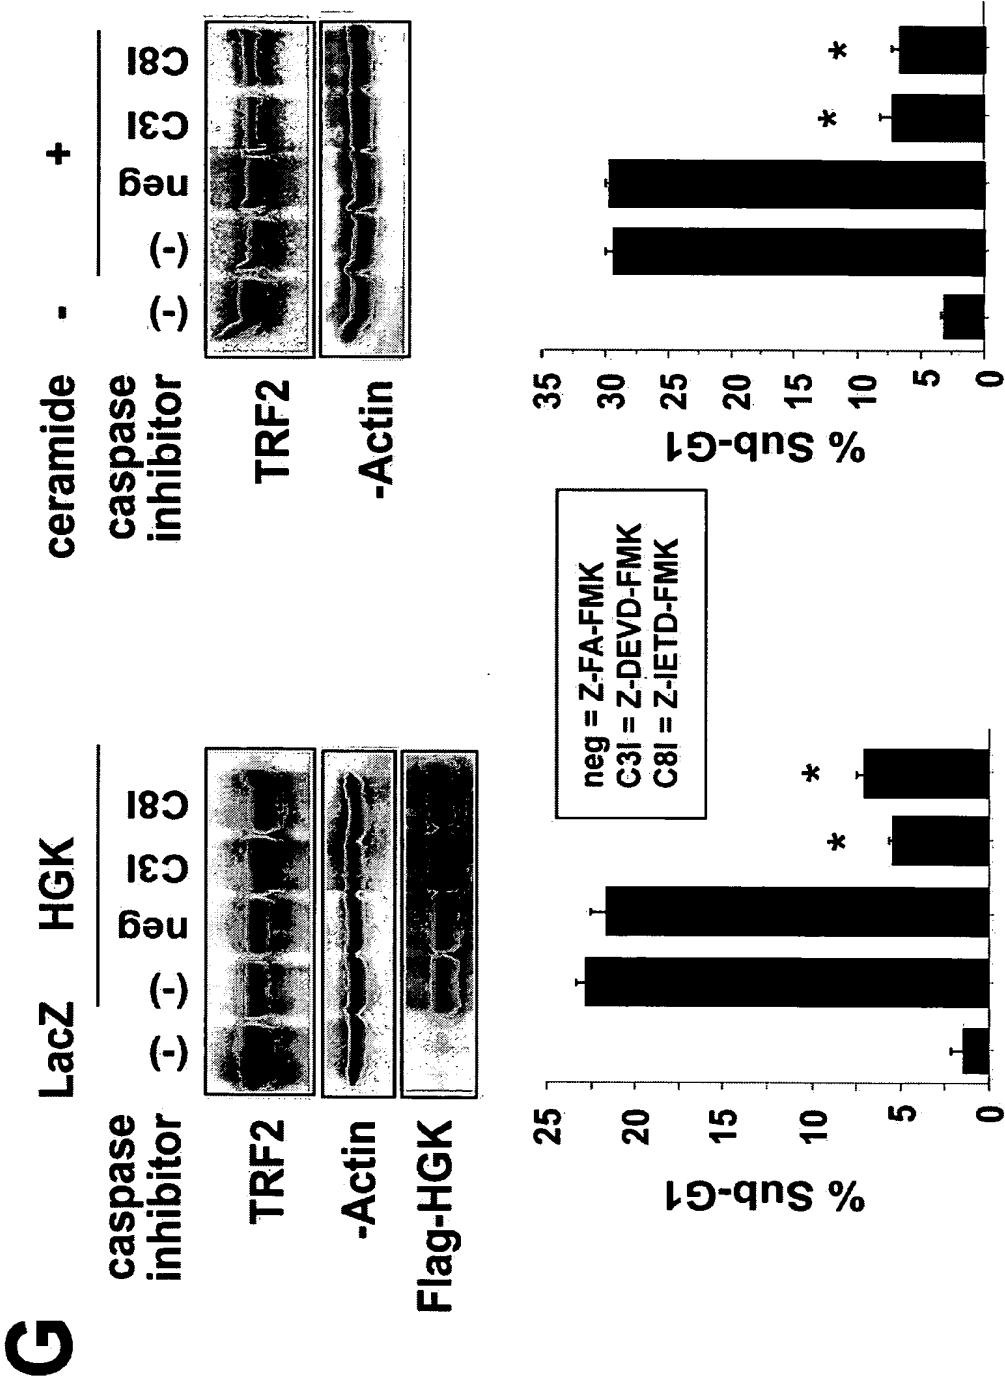 G
LacZ HGK
caspase
inhibitor
(-) (-) neg C3I C8I
TRF2
-Actin
Flag-HGK
% Sub-G1
25
20
15
10
5
0
* *
ceramide - +
caspase
inhibitor
(-) (-) neg C3I C8I
TRF2
-Actin
neg = Z-FA-FMK
C3I = Z-DEVD-FMK
C8I = Z-IETD-FMK
% Sub-G1
35
30
25
20
15
10
5
0
* *